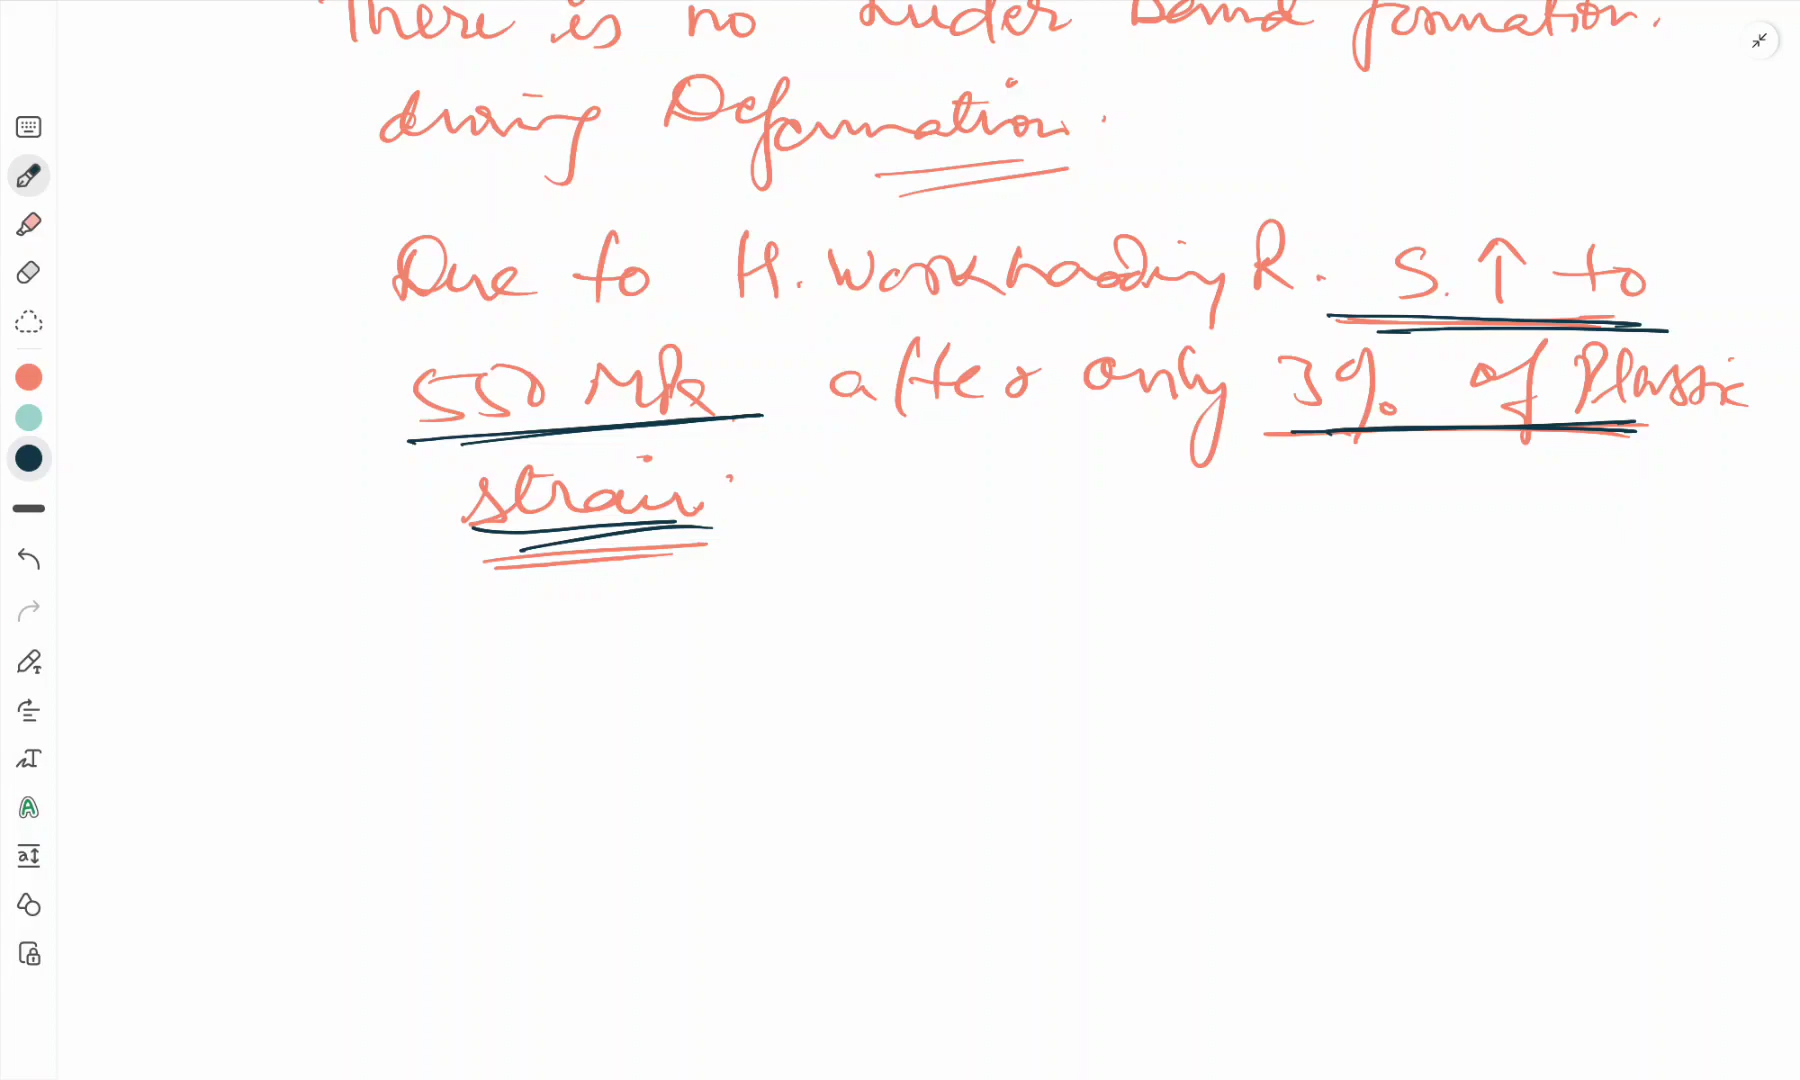 There is no Luder Band formation.
during Deformation.
Due to H. Workharding R. S. ↑ to
550 MPa after only 3% of Plastic
strain.